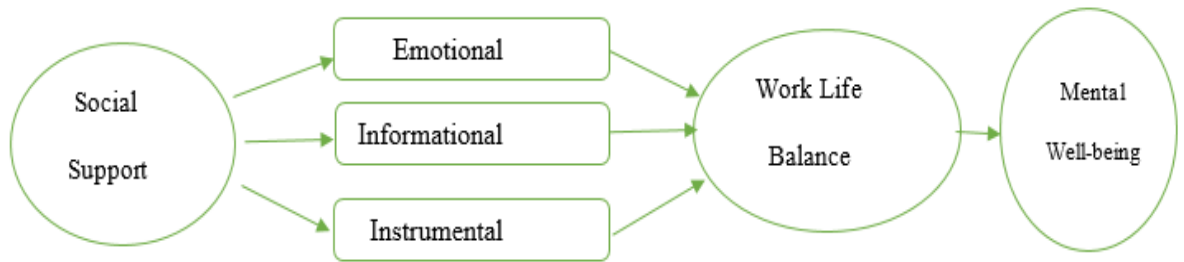 Social
Support
Emotional
Informational
Instrumental
Work Life
Balance
Mental
Well-being